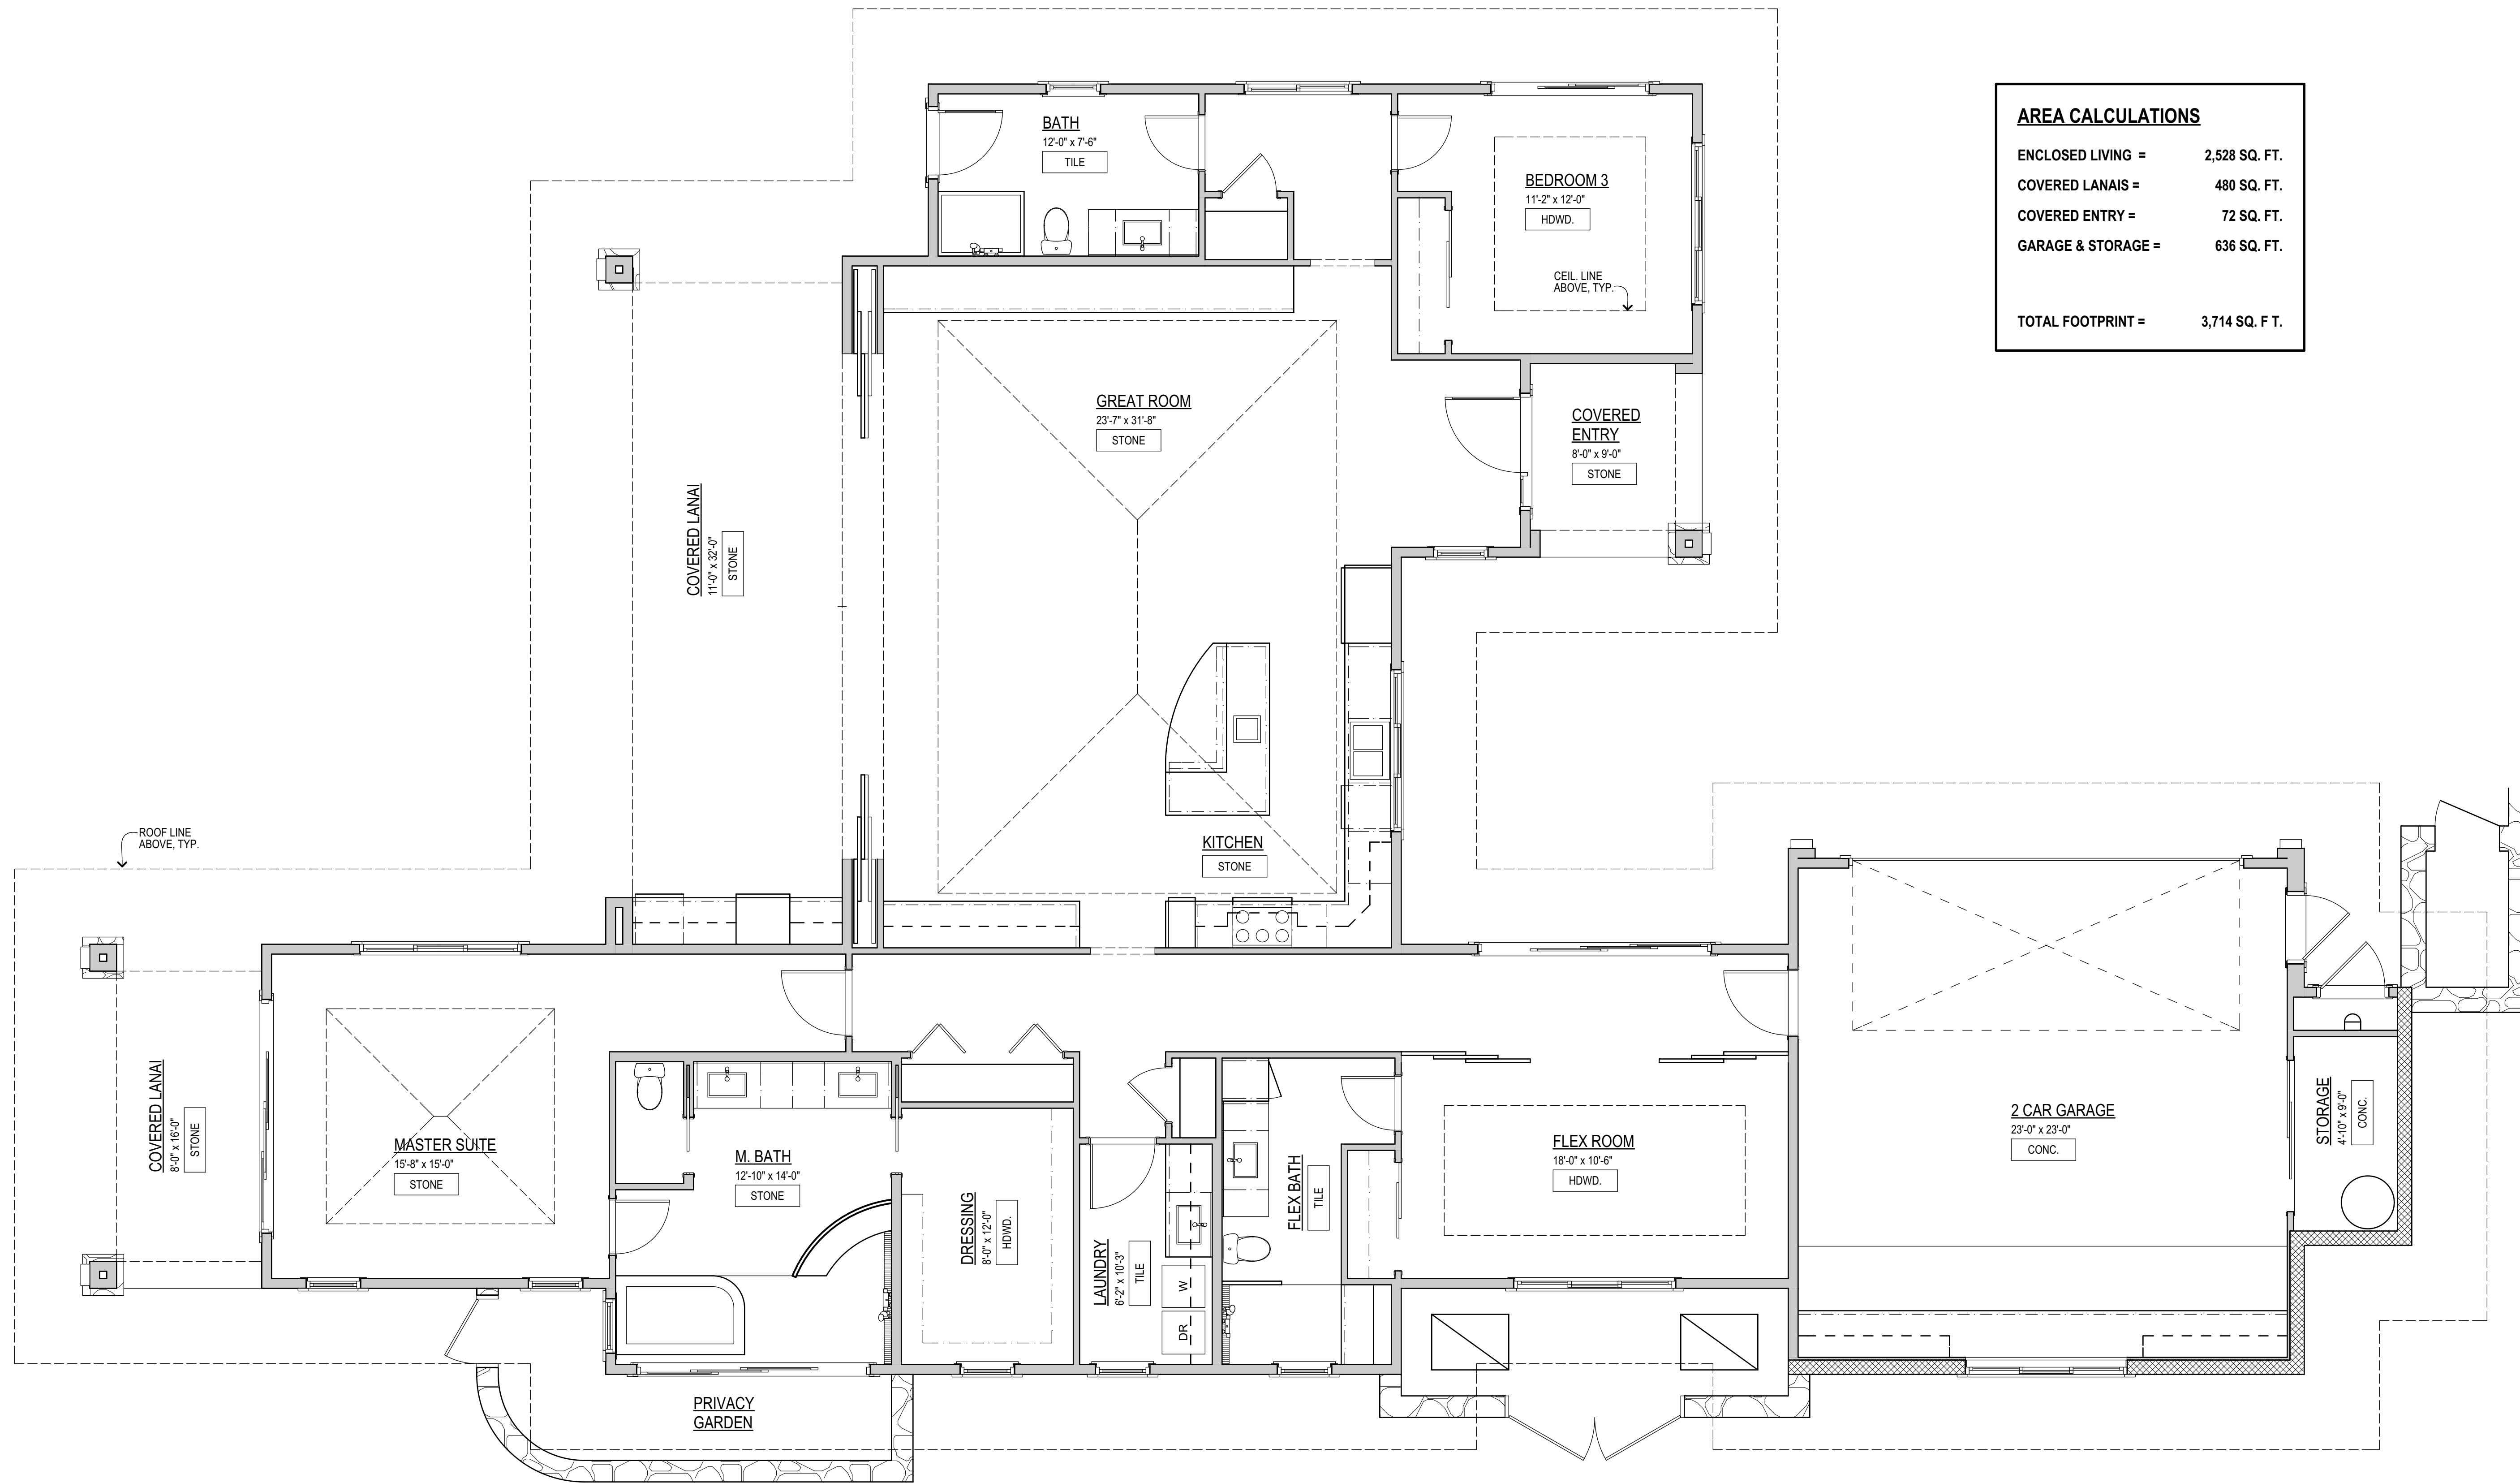 AREA CALCULATIONS
ENCLOSED LIVING = 2,528 SQ. FT.
COVERED LANAIS = 480 SQ. FT.
COVERED ENTRY = 72 SQ. FT.
GARAGE & STORAGE = 636 SQ. FT.
TOTAL FOOTPRINT = 3,714 SQ. F T.
BATH
12'-0" x 7'-6"
TILE
BEDROOM 3
11'-2" x 12'-0"
HDWD.
CEIL. LINE
ABOVE, TYP.
GREAT ROOM
23'-7" x 31'-8"
STONE
COVERED
ENTRY
8'-0" x 9'-0"
STONE
COVERED LANAI
11'-0" x 32'-0"
STONE
KITCHEN
STONE
ROOF LINE
ABOVE, TYP.
COVERED LANAI
8'-0" x 16'-0"
STONE
MASTER SUITE
15'-8" x 15'-0"
STONE
M. BATH
12'-10" x 14'-0"
STONE
DRESSING
8'-0" x 12'-0"
HDWD.
LAUNDRY
6'-2" x 10'-3"
TILE
W
DR
FLEX BATH
TILE
FLEX ROOM
18'-0" x 10'-6"
HDWD.
2 CAR GARAGE
23'-0" x 23'-0"
CONC.
STORAGE
4'-10" x 9'-0"
CONC.
PRIVACY
GARDEN